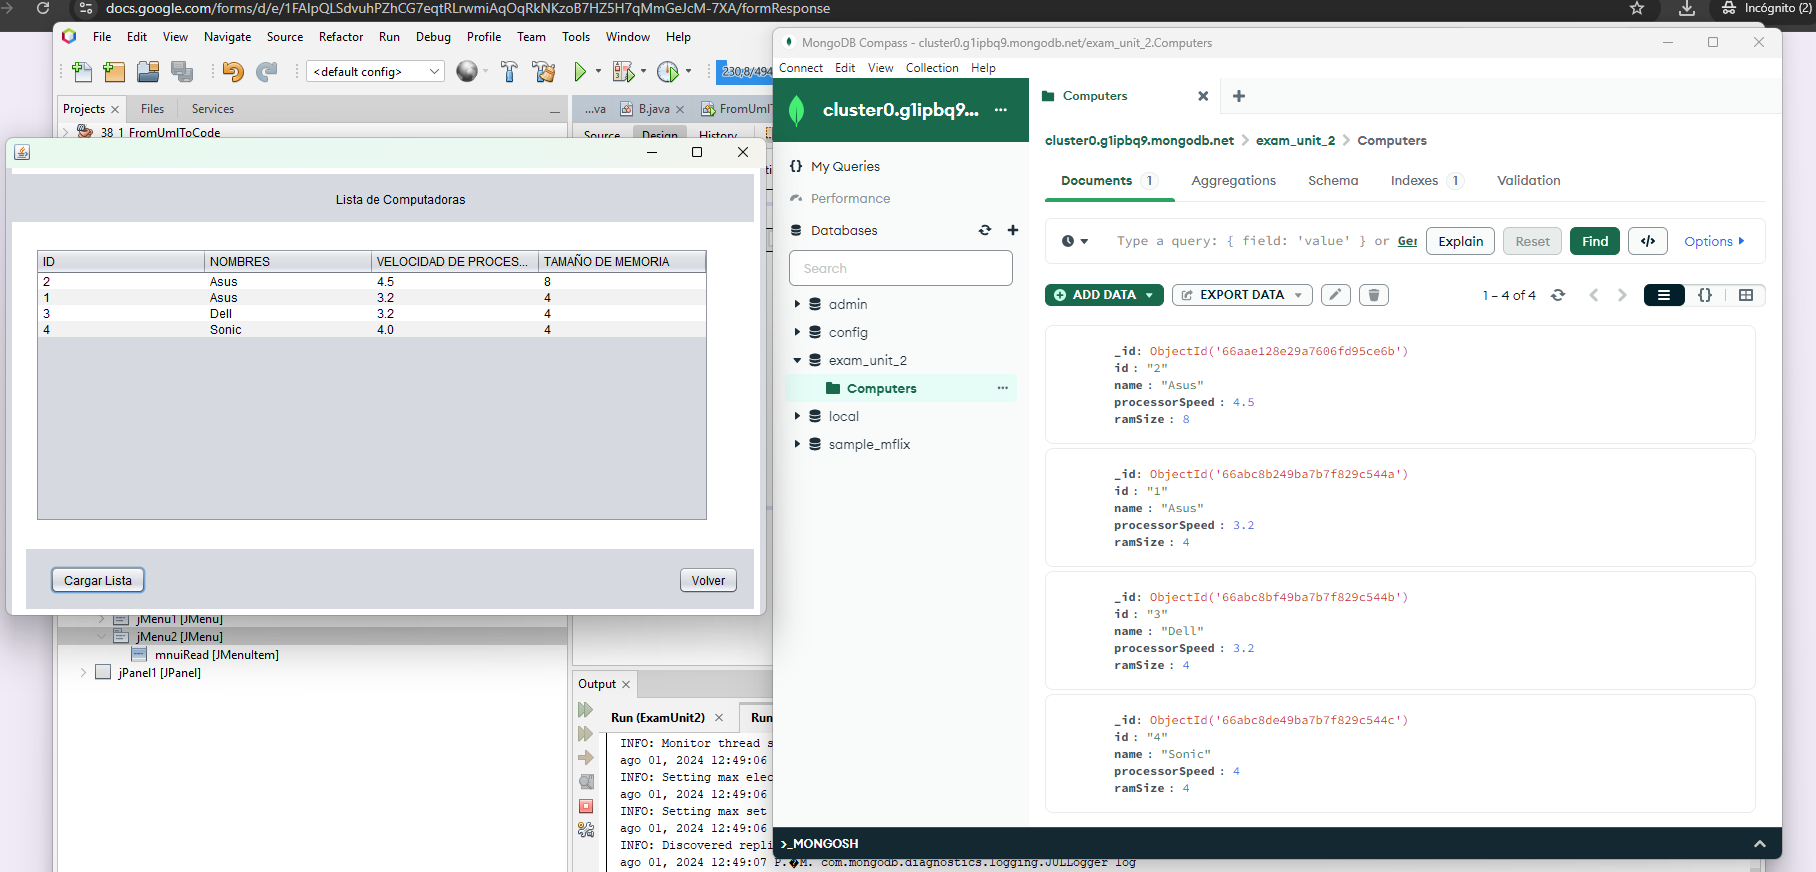 docs.google.com/forms/d/e/1FAIpQLSdvuhPZhCG7eqtRLrwmiAqOqRkNKzoB7HZ5H7qMmGeJcM-7XA/formResponse
Incógnito (2)
File Edit View Navigate Source Refactor Run Debug Profile Team Tools Window Help
<default config>
230,8/494
Projects
Files
Services
...va
B.java
FromUmlT
38_1_FromUmlToCode
Source Design History
Lista de Computadoras
ID NOMBRES VELOCIDAD DE PROCES... TAMAÑO DE MEMORIA
2 Asus 4.5 8
1 Asus 3.2 4
3 Dell 3.2 4
4 Sonic 4.0 4
Cargar Lista
Volver
jMenu1 [JMenu]
jMenu2 [JMenu]
mnuiRead [JMenuItem]
jPanel1 [JPanel]
Output
Run (ExamUnit2)
Run
INFO: Monitor thread s
ago 01, 2024 12:49:06
INFO: Setting max elec
ago 01, 2024 12:49:06
INFO: Setting max set
ago 01, 2024 12:49:06
INFO: Discovered repli
ago 01, 2024 12:49:07 P.�M. com.mongodb.diagnostics.logging.JULLogger log
MongoDB Compass - cluster0.g1ipbq9.mongodb.net/exam_unit_2.Computers
Connect Edit View Collection Help
cluster0.g1ipbq9...
{} My Queries
Performance
Databases
Search
admin
config
exam_unit_2
Computers
local
sample_mflix
Computers
cluster0.g1ipbq9.mongodb.net > exam_unit_2 > Computers
Documents 1 Aggregations Schema Indexes 1 Validation
Type a query: { field: 'value' } or Ger
Explain
Reset
Find
</>
Options
ADD DATA
EXPORT DATA
1 – 4 of 4
{}
_id: ObjectId('66aae128e29a7606fd95ce6b')
id : "2"
name : "Asus"
processorSpeed : 4.5
ramSize : 8
_id: ObjectId('66abc8b249ba7b7f829c544a')
id : "1"
name : "Asus"
processorSpeed : 3.2
ramSize : 4
_id: ObjectId('66abc8bf49ba7b7f829c544b')
id : "3"
name : "Dell"
processorSpeed : 3.2
ramSize : 4
_id: ObjectId('66abc8de49ba7b7f829c544c')
id : "4"
name : "Sonic"
processorSpeed : 4
ramSize : 4
>_MONGOSH